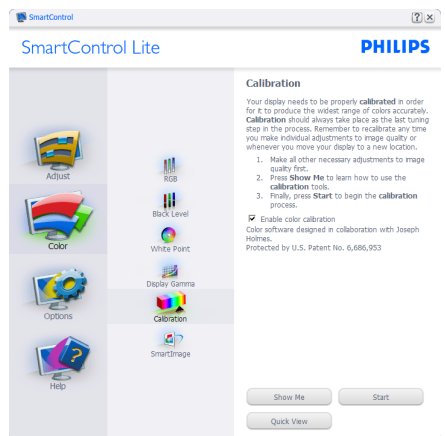 SmartControl
SmartControl Lite
PHILIPS
Adjust
Color
Options
Help
RGB
Black Level
White Point
Display Gamma
Calibration
SmartImage
Calibration
Your display needs to be properly calibrated in order
for it to produce the widest range of colors accurately.
Calibration should always take place as the last tuning
step in the process. Remember to recalibrate any time
you make individual adjustments to image quality or
whenever you move your display to a new location.
1. Make all other necessary adjustments to image
quality first.
2. Press Show Me to learn how to use the
calibration tools.
3. Finally, press Start to begin the calibration
process.
Enable color calibration
Color software designed in collaboration with Joseph
Holmes.
Protected by U.S. Patent No. 6,686,953
Show Me
Start
Quick View